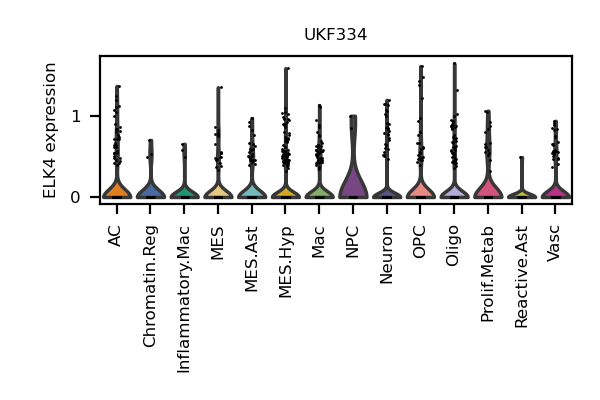 UKF334
ELK4 expression
1
0
AC
Chromatin.Reg
Inflammatory.Mac
MES
MES.Ast
MES.Hyp
Mac
NPC
Neuron
OPC
Oligo
Prolif.Metab
Reactive.Ast
Vasc